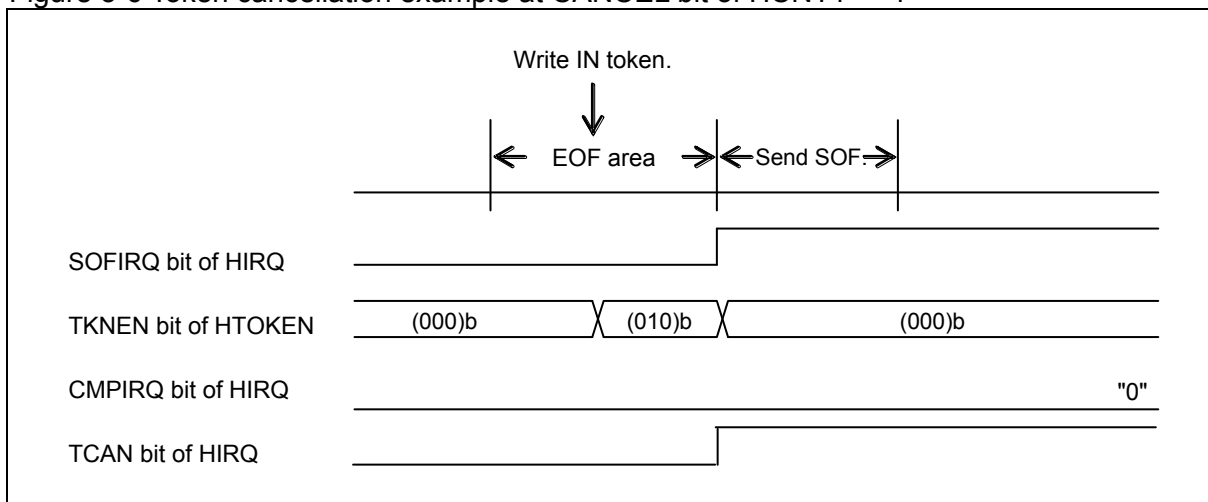 Write IN token.
EOF area
Send SOF.
SOFIRQ bit of HIRQ
TKNEN bit of HTOKEN (000)b (010)b (000)b
CMPIRQ bit of HIRQ "0"
TCAN bit of HIRQ